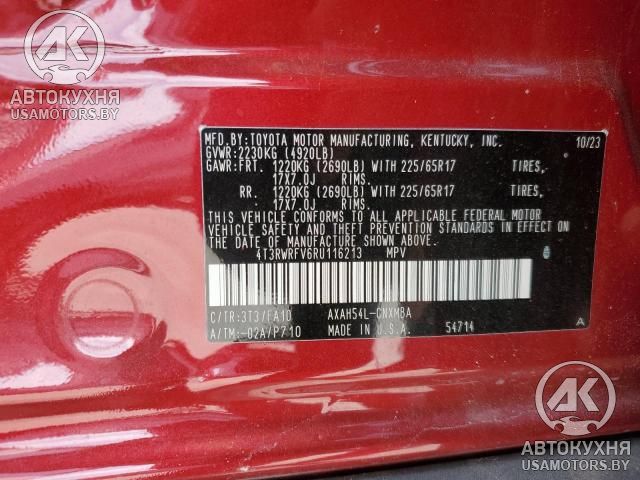 AK
АВТОКУХНЯ
USAMOTORS.BY
MFD.BY:TOYOTA MOTOR MANUFACTURING, KENTUCKY, INC. 10/23
GVWR:2230KG (4920LB)
GAWR:FRT. 1220KG (2690LB) WITH 225/65R17 TIRES,
17X7.0J RIMS.
RR. 1220KG (2690LB) WITH 225/65R17 TIRES,
17X7.0J RIMS.
THIS VEHICLE CONFORMS TO ALL APPLICABLE FEDERAL MOTOR
VEHICLE SAFETY AND THEFT PREVENTION STANDARDS IN EFFECT ON
THE DATE OF MANUFACTURE SHOWN ABOVE.
4T3RWRFV6RU116213 MPV
C/TR:3T3/FA10 AXAH54L-CNXMBA
A/TM:-02A/P710 MADE IN U.S.A. 54714 A
AK
АВТОКУХНЯ
USAMOTORS.BY